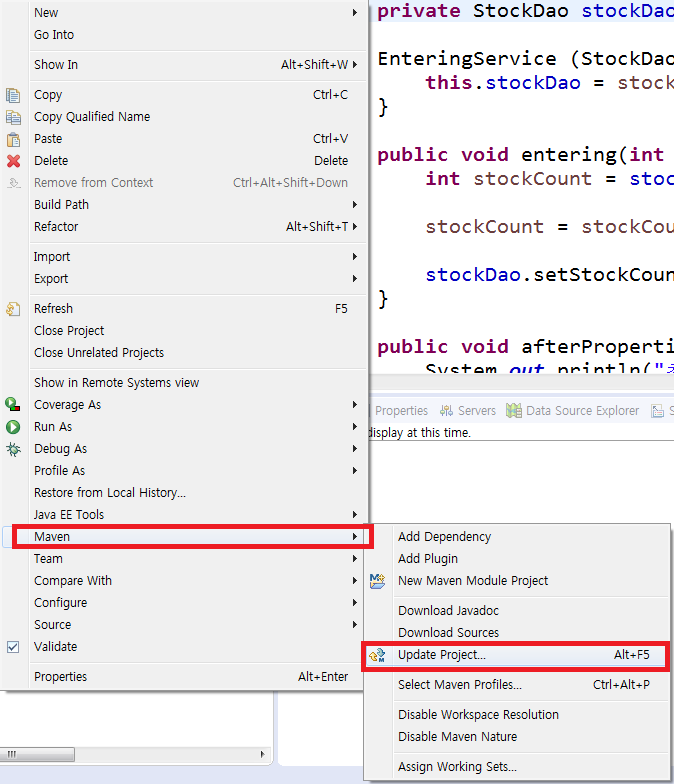 New
Go Into
Show In Alt+Shift+W
Copy Ctrl+C
Copy Qualified Name
Paste Ctrl+V
Delete Delete
Remove from Context Ctrl+Alt+Shift+Down
Build Path
Refactor Alt+Shift+T
Import
Export
Refresh F5
Close Project
Close Unrelated Projects
Show in Remote Systems view
Coverage As
Run As
Debug As
Profile As
Restore from Local History...
Java EE Tools
Maven
Team
Compare With
Configure
Source
Validate
Properties Alt+Enter
private StockDao stockDao
EnteringService (StockDao
this.stockDao = stock
}
public void entering(int
int stockCount = stoc
stockCount = stockCou
stockDao.setStockCoun
}
public void afterProperti
System.out.println("
Properties Servers Data Source Explorer S
display at this time.
Add Dependency
Add Plugin
New Maven Module Project
Download Javadoc
Download Sources
Update Project... Alt+F5
Select Maven Profiles... Ctrl+Alt+P
Disable Workspace Resolution
Disable Maven Nature
Assign Working Sets...